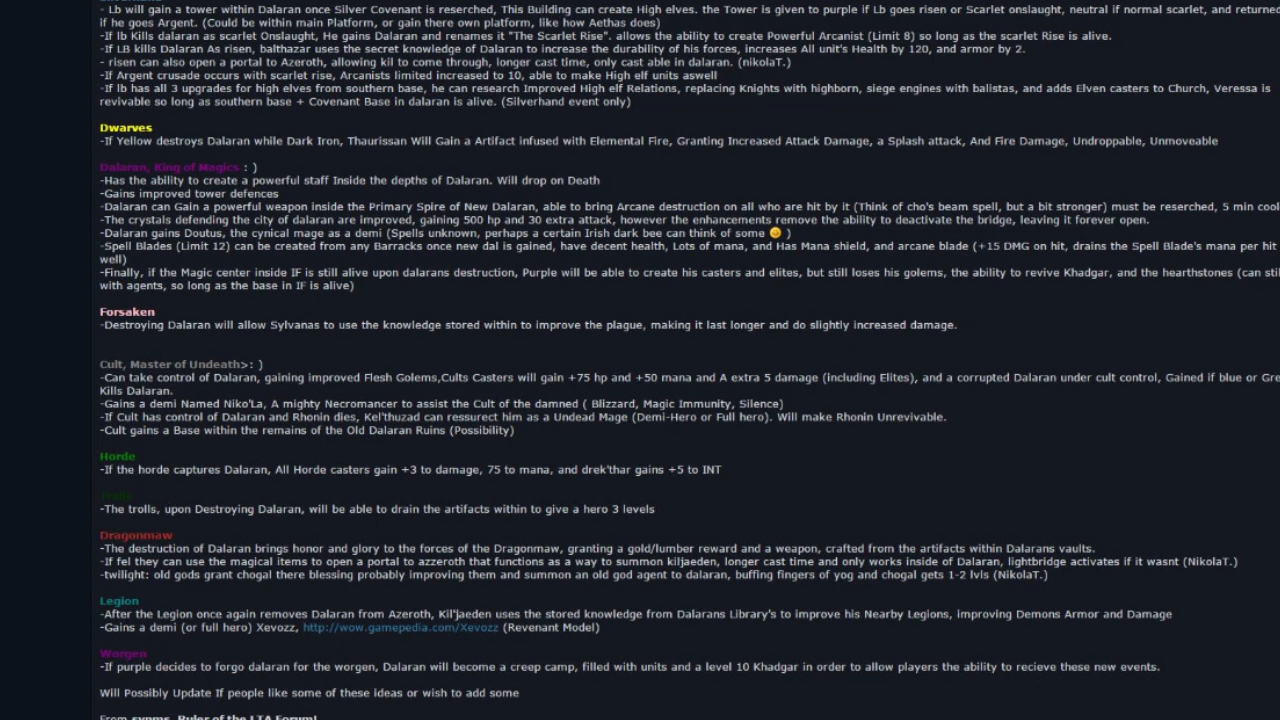 - Lb will gain a tower within Dalaran once Silver Covenant is reserched, This Building can create High elves. the Tower is given to purple if Lb goes risen or Scarlet onslaught, neutral if normal scarlet, and returned
if he goes Argent. (Could be within main Platform, or gain there own platform, like how Aethas does)
-If lb Kills dalaran as scarlet Onslaught, He gains Dalaran and renames it "The Scarlet Rise". allows the ability to create Powerful Arcanist (Limit 8) so long as the scarlet Rise is alive.
-If LB kills Dalaran As risen, balthazar uses the secret knowledge of Dalaran to increase the durability of his forces, increases All unit's Health by 120, and armor by 2.
- risen can also open a portal to Azeroth, allowing kil to come through, longer cast time, only cast able in dalaran. (nikolaT.)
-If Argent crusade occurs with scarlet rise, Arcanists limited increased to 10, able to make High elf units aswell
-If lb has all 3 upgrades for high elves from southern base, he can research Improved High elf Relations, replacing Knights with highborn, siege engines with balistas, and adds Elven casters to Church, Veressa is
revivable so long as southern base + Covenant Base in dalaran is alive. (Silverhand event only)
Dwarves
-If Yellow destroys Dalaran while Dark Iron, Thaurissan Will Gain a Artifact infused with Elemental Fire, Granting Increased Attack Damage, a Splash attack, And Fire Damage, Undroppable, Unmoveable
Dalaran, King of Magics : )
-Has the ability to create a powerful staff Inside the depths of Dalaran. Will drop on Death
-Gains improved tower defences
-Dalaran can Gain a powerful weapon inside the Primary Spire of New Dalaran, able to bring Arcane destruction on all who are hit by it (Think of cho's beam spell, but a bit stronger) must be reserched, 5 min cool
-The crystals defending the city of dalaran are improved, gaining 500 hp and 30 extra attack, however the enhancements remove the ability to deactivate the bridge, leaving it forever open.
-Dalaran gains Doutus, the cynical mage as a demi (Spells unknown, perhaps a certain Irish dark bee can think of some )
-Spell Blades (Limit 12) can be created from any Barracks once new dal is gained, have decent health, Lots of mana, and Has Mana shield, and arcane blade (+15 DMG on hit, drains the Spell Blade's mana per hit
well)
-Finally, if the Magic center inside IF is still alive upon dalarans destruction, Purple will be able to create his casters and elites, but still loses his golems, the ability to revive Khadgar, and the hearthstones (can stil
with agents, so long as the base in IF is alive)
Forsaken
-Destroying Dalaran will allow Sylvanas to use the knowledge stored within to improve the plague, making it last longer and do slightly increased damage.
Cult, Master of Undeath>: )
-Can take control of Dalaran, gaining improved Flesh Golems,Cults Casters will gain +75 hp and +50 mana and A extra 5 damage (including Elites), and a corrupted Dalaran under cult control, Gained if blue or Gre
Kills Dalaran.
-Gains a demi Named Niko'La, A mighty Necromancer to assist the Cult of the damned ( Blizzard, Magic Immunity, Silence)
-If Cult has control of Dalaran and Rhonin dies, Kel'thuzad can ressurect him as a Undead Mage (Demi-Hero or Full hero). Will make Rhonin Unrevivable.
-Cult gains a Base within the remains of the Old Dalaran Ruins (Possibility)
Horde
-If the horde captures Dalaran, All Horde casters gain +3 to damage, 75 to mana, and drek'thar gains +5 to INT
Trolls
-The trolls, upon Destroying Dalaran, will be able to drain the artifacts within to give a hero 3 levels
Dragonmaw
-The destruction of Dalaran brings honor and glory to the forces of the Dragonmaw, granting a gold/lumber reward and a weapon, crafted from the artifacts within Dalarans vaults.
-If fel they can use the magical items to open a portal to azzeroth that functions as a way to summon kiljaeden, longer cast time and only works inside of Dalaran, lightbridge activates if it wasnt (NikolaT.)
-twilight: old gods grant chogal there blessing probably improving them and summon an old god agent to dalaran, buffing fingers of yog and chogal gets 1-2 lvls (NikolaT.)
Legion
-After the Legion once again removes Dalaran from Azeroth, Kil'jaeden uses the stored knowledge from Dalarans Library's to improve his Nearby Legions, improving Demons Armor and Damage
-Gains a demi (or full hero) Xevozz, http://wow.gamepedia.com/Xevozz (Revenant Model)
Worgen
-If purple decides to forgo dalaran for the worgen, Dalaran will become a creep camp, filled with units and a level 10 Khadgar in order to allow players the ability to recieve these new events.
Will Possibly Update If people like some of these ideas or wish to add some
From synms, Ruler of the LTA Forum!